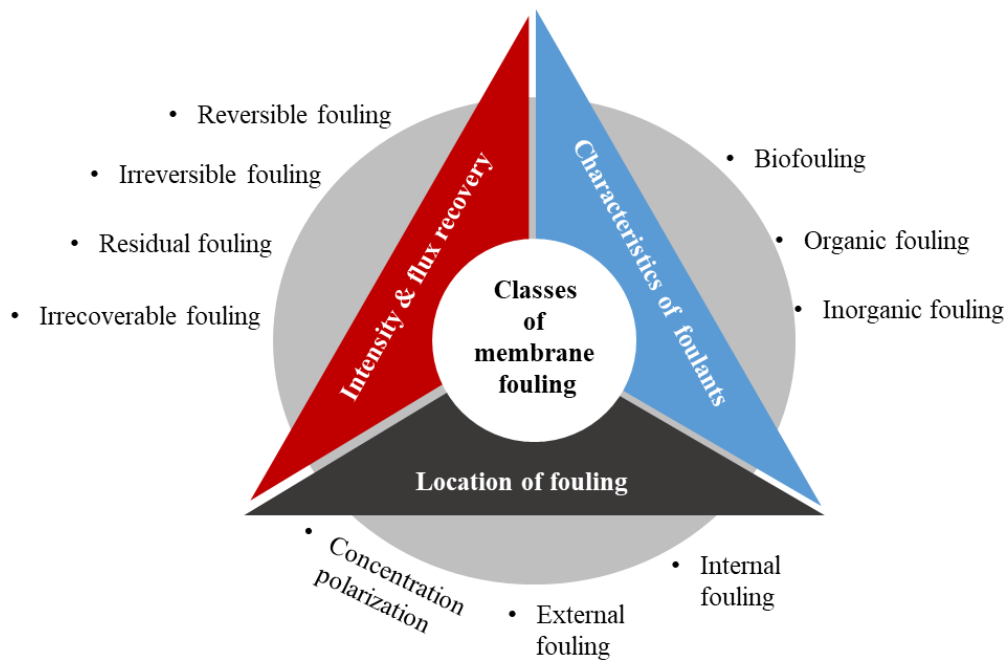 • Reversible fouling
• Irreversible fouling
• Residual fouling
• Irrecoverable fouling
Intensity & flux recovery
Characteristics of foulants
• Biofouling
• Organic fouling
• Inorganic fouling
Classes
of
membrane
fouling
Location of fouling
• Concentration
polarization
• External
fouling
• Internal
fouling